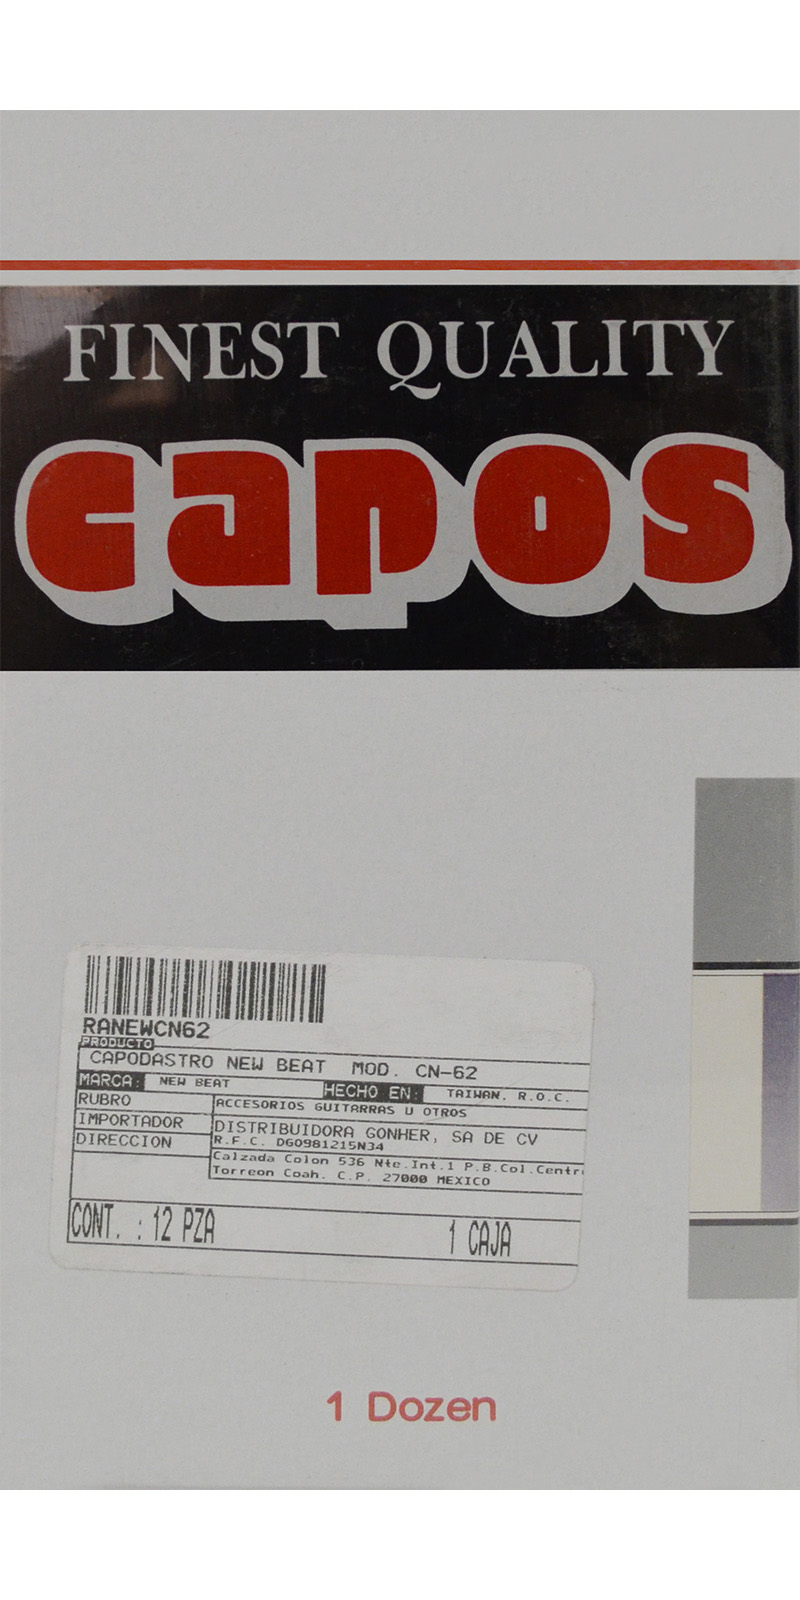 FINEST QUALITY
capos
RANEWCN62
PRODUCTO
CAPODASTRO NEW BEAT MOD. CN-62
MARCA: NEW BEAT HECHO EN: TAIWAN, R.O.C.
RUBRO ACCESORIOS GUITARRAS U OTROS
IMPORTADOR DISTRIBUIDORA GONHER, SA DE CV
R.F.C. DGO981215N34
DIRECCION Calzada Colon 536 Nte.Int.1 P.B.Col.Centr
Torreon Coah. C.P. 27000 MEXICO
CONT. : 12 PZA 1 CAJA
1 Dozen